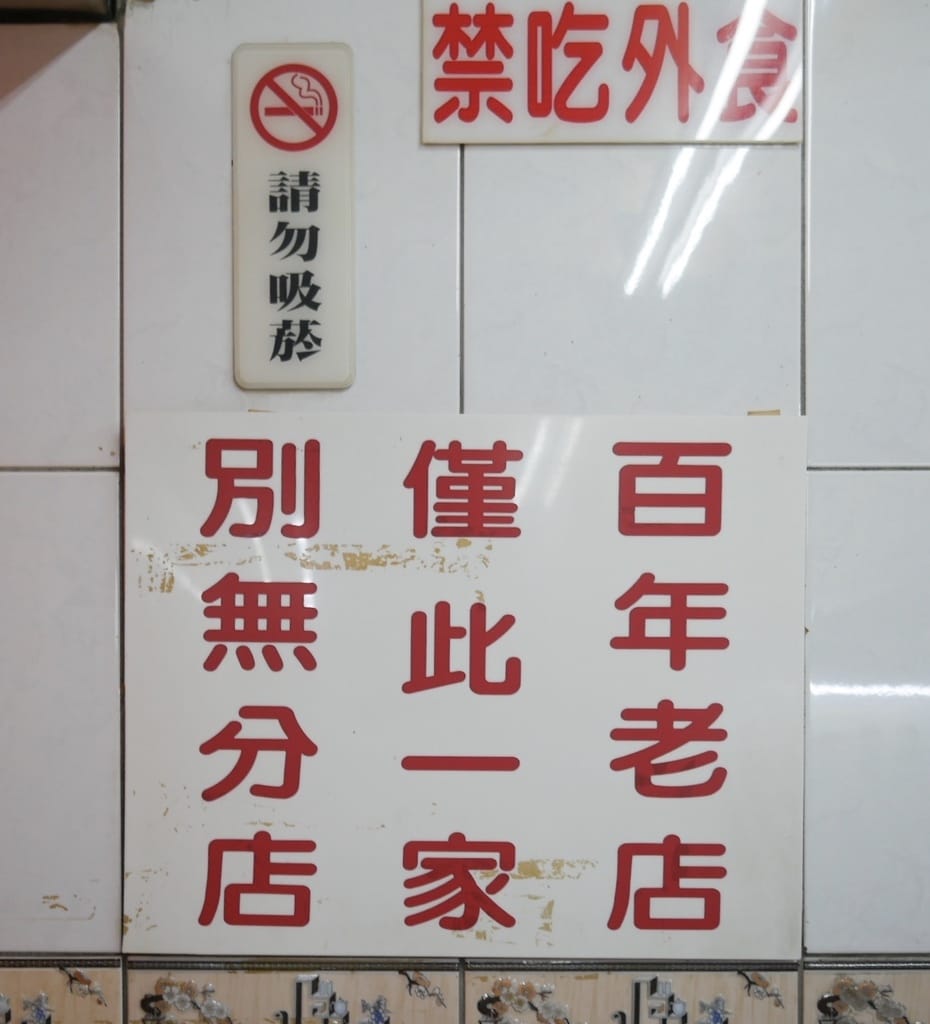 禁吃外食
請勿吸菸
百年老店
僅此一家
別無分店